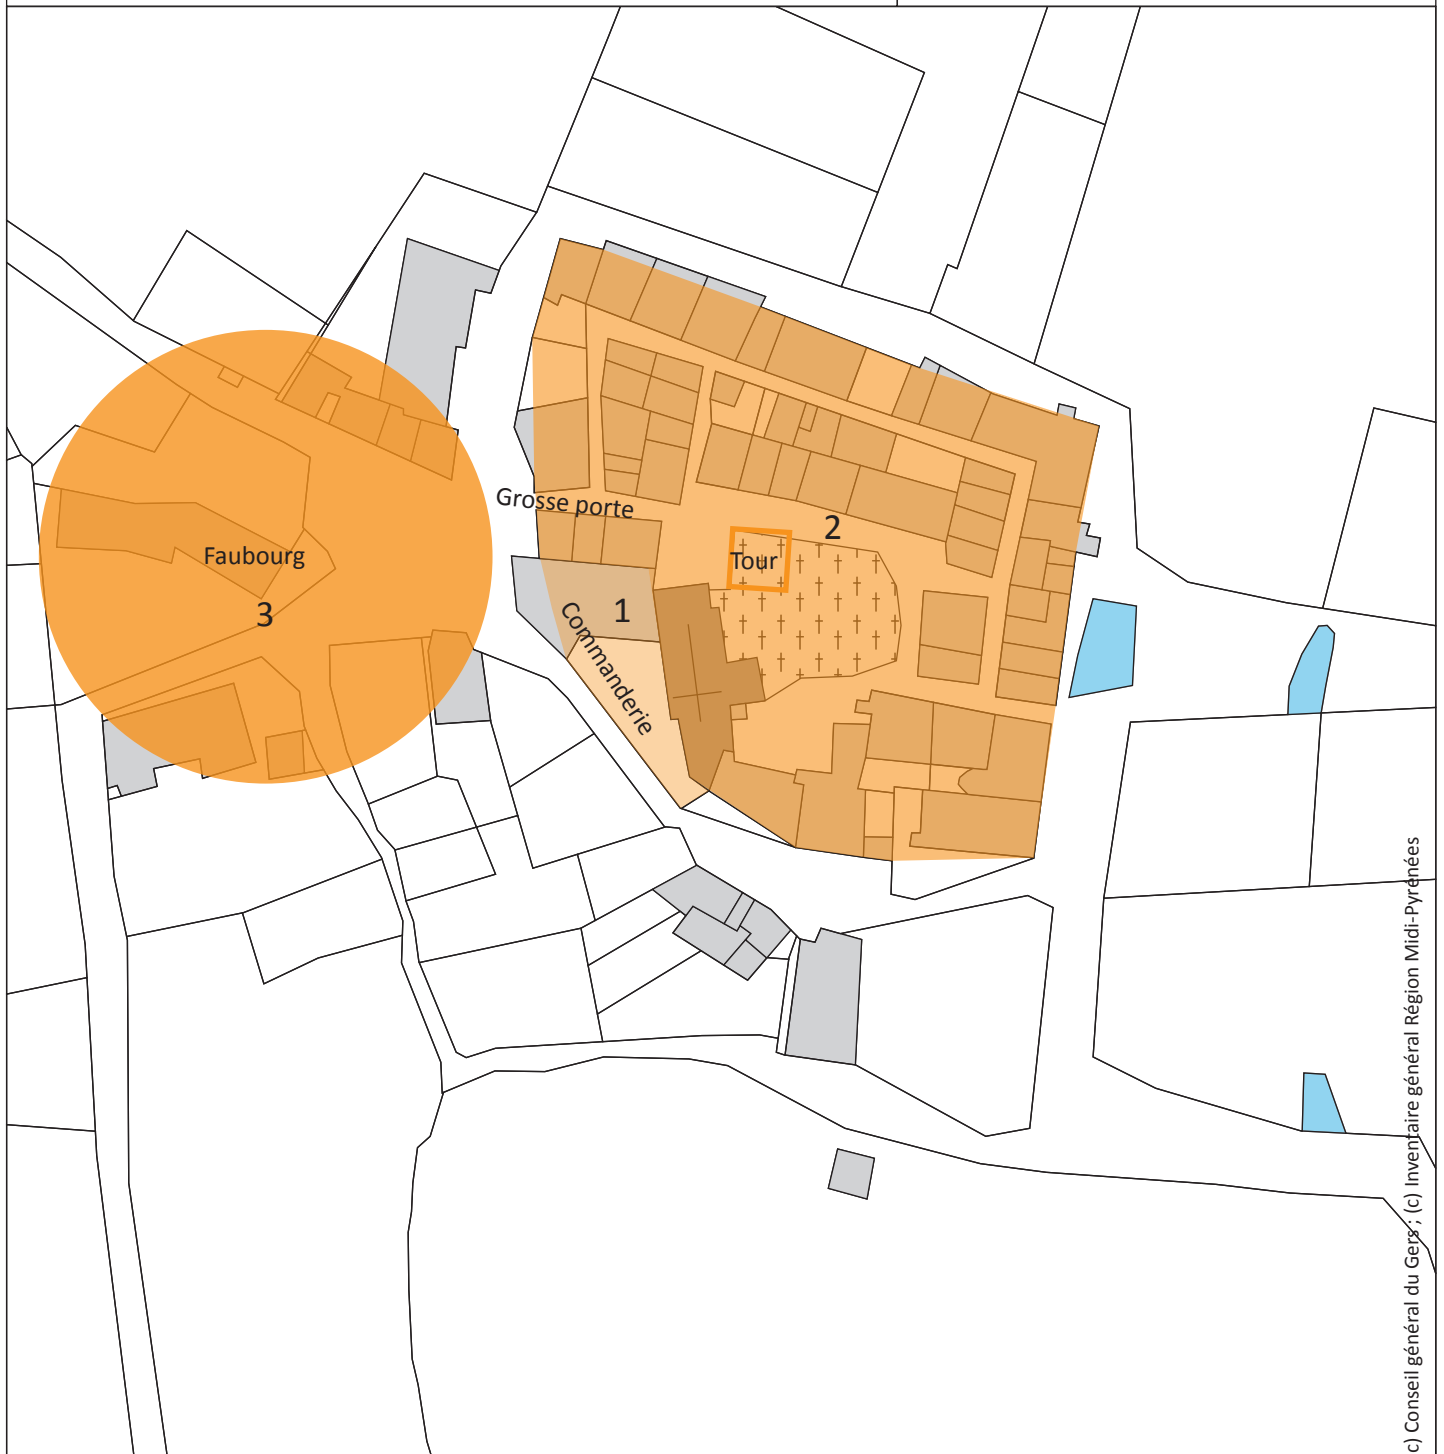 Grosse porte
2
Tour
Faubourg
3
1
Commanderie
c) Conseil général du Gers ; (c) Inventaire général Région Midi-Pyrénées